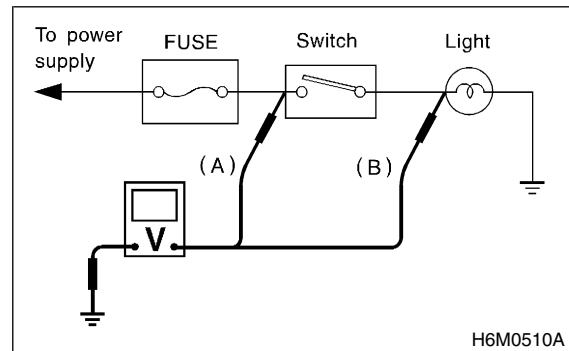 To power
supply
FUSE
Switch
Light
(A)
(B)
V
H6M0510A